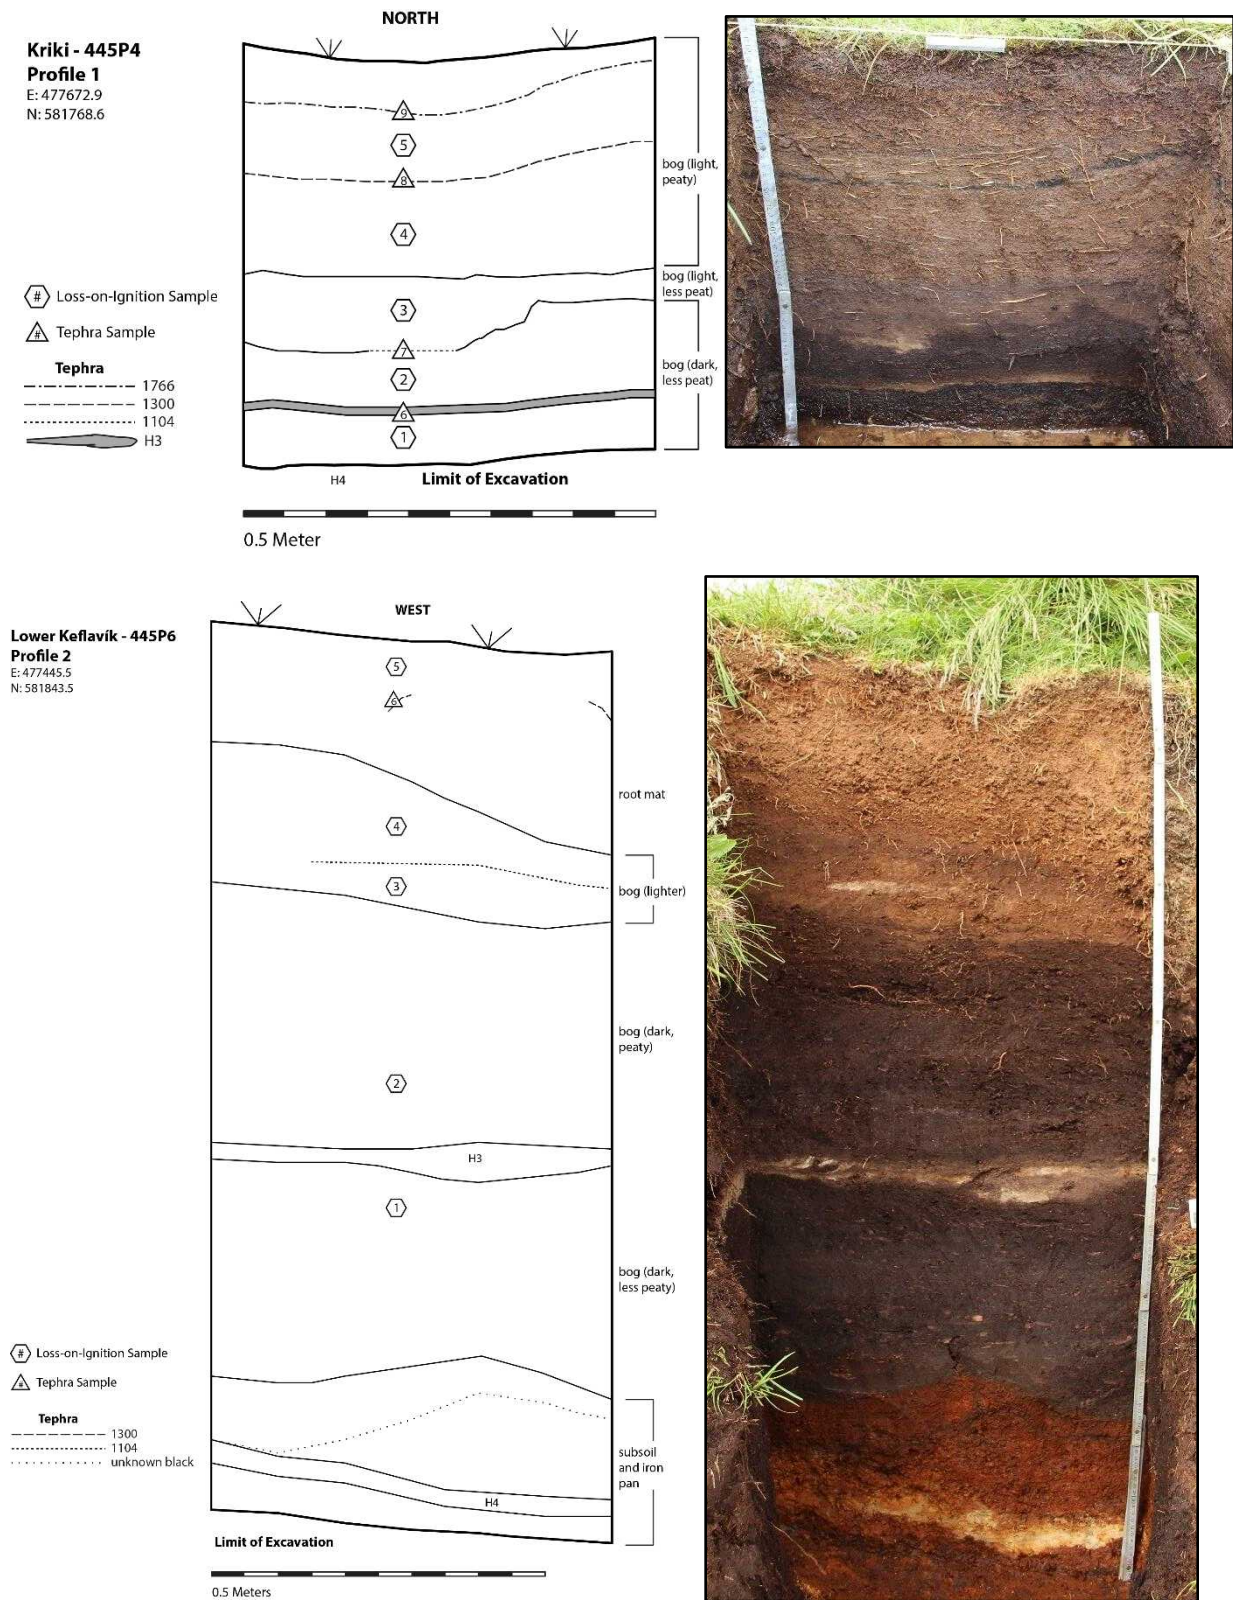 NORTH
Kriki - 445P4
Profile 1
E: 477672.9
N: 581768.6
9
5
8
4
3
7
2
6
1
bog (light,
peaty)
bog (light,
less peat)
bog (dark,
less peat)
# Loss-on-Ignition Sample
# Tephra Sample
Tephra
1766
1300
1104
H3
H4
Limit of Excavation
0.5 Meter
WEST
Lower Keflavík - 445P6
Profile 2
E: 477445.5
N: 581843.5
5
6
4
3
2
H3
1
H4
root mat
bog (lighter)
bog (dark,
peaty)
bog (dark,
less peaty)
subsoil
and iron
pan
# Loss-on-Ignition Sample
# Tephra Sample
Tephra
1300
1104
unknown black
Limit of Excavation
0.5 Meters